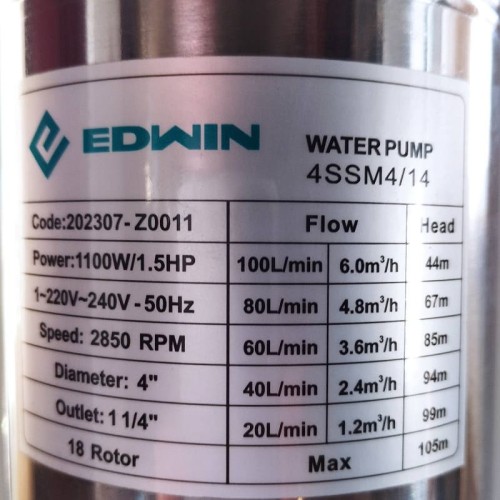 EDWIN
WATER PUMP
4SSM4/14
Code:202307-Z0011 Flow Head
Power:1100W/1.5HP 100L/min 6.0m³/h 44m
1~220V~240V-50Hz 80L/min 4.8m³/h 67m
Speed: 2850 RPM 60L/min 3.6m³/h 85m
Diameter: 4" 40L/min 2.4m³/h 94m
Outlet: 1 1/4" 20L/min 1.2m³/h 99m
18 Rotor Max 105m